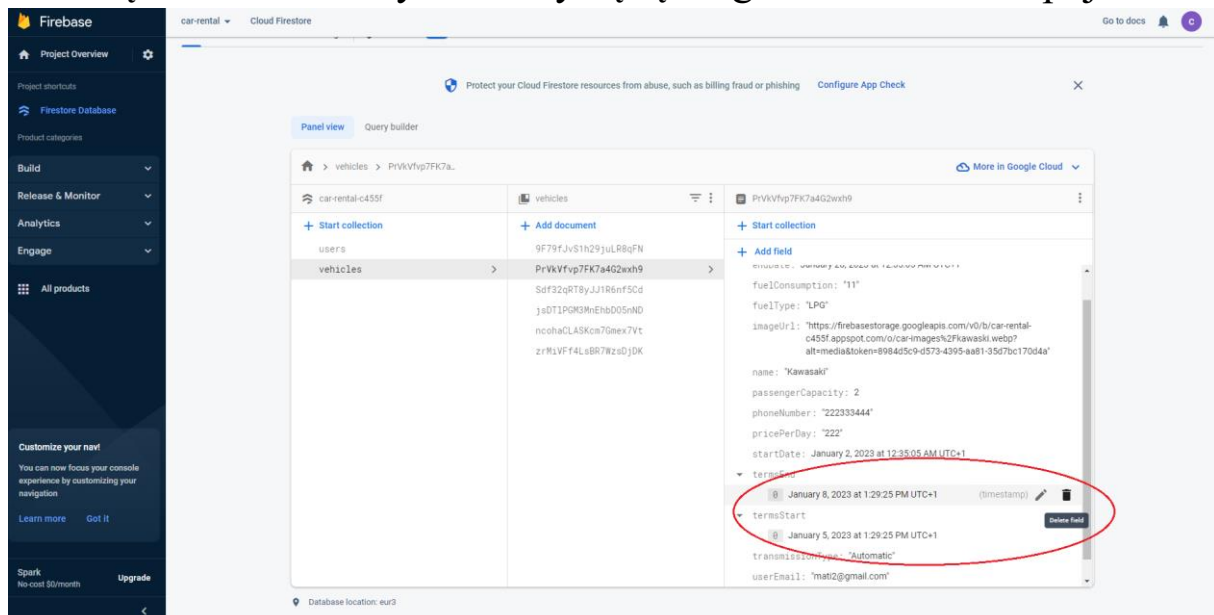 Firebase
car-rental
Cloud Firestore
Go to docs
C
Project Overview
Project shortcuts
Firestore Database
Product categories
Build
Release & Monitor
Analytics
Engage
All products
Customize your nav!
You can now focus your console
experience by customizing your
navigation
Learn more Got it
Spark
No-cost $0/month
Upgrade
Protect your Cloud Firestore resources from abuse, such as billing fraud or phishing Configure App Check
Panel view Query builder
vehicles > PrVkVfvp7FK7a..
More in Google Cloud
car-rental-c455f
+ Start collection
users
vehicles
vehicles
+ Add document
9F79fJvS1h29juLR8qFN
PrVkVfvp7FK7a4G2wxh9
Sdf32qRT8yJJ1R6nf5Cd
jsDTlPGM3MnEhbDO5nND
ncohaCLASKcm7Gmex7Vt
zrMiVFf4LsBR7WzsDjDK
PrVkVfvp7FK7a4G2wxh9
+ Start collection
+ Add field
fuelConsumption: "11"
fuelType: "LPG"
imageUrl: "https://firebasestorage.googleapis.com/v0/b/car-rental-
c455f.appspot.com/o/car-images%2Fkawaski.webp?
alt=media&token=8984d5c9-d573-4395-aa81-35d7bc170d4a"
name: "Kawasaki"
passengerCapacity: 2
phoneNumber: "222333444"
pricePerDay: "222"
startDate: January 2, 2023 at 12:35:05 AM UTC+1
termsEnd
0 January 8, 2023 at 1:29:25 PM UTC+1 (timestamp)
Delete field
termsStart
0 January 5, 2023 at 1:29:25 PM UTC+1
transmissionType: "Automatic"
userEmail: "mati2@gmail.com"
Database location: eur3